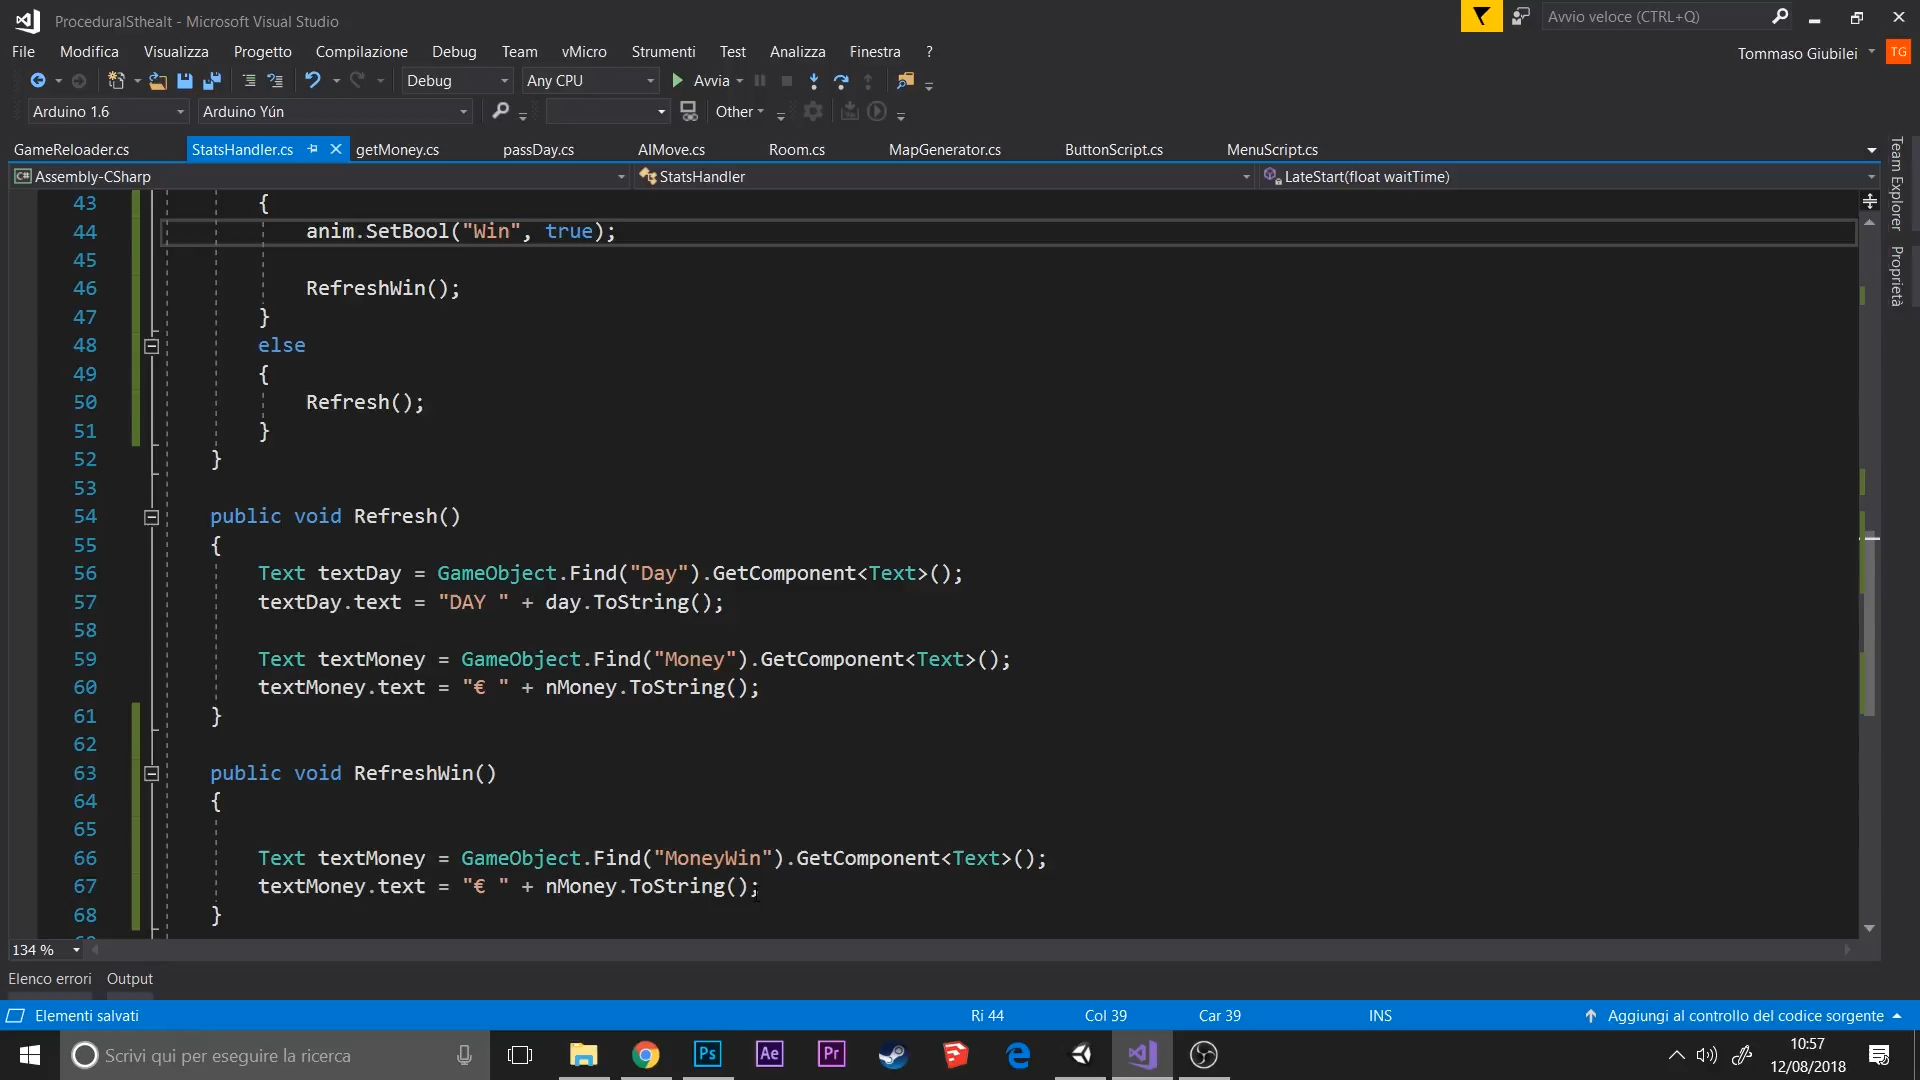 ProceduralSthealt - Microsoft Visual Studio
Avvio veloce (CTRL+Q)
File Modifica Visualizza Progetto Compilazione Debug Team vMicro Strumenti Test Analizza Finestra ?
Tommaso Giubilei TG
Debug Any CPU Avvia
Arduino 1.6 Arduino Yún Other
GameReloader.cs StatsHandler.cs getMoney.cs passDay.cs AIMove.cs Room.cs MapGenerator.cs ButtonScript.cs MenuScript.cs
C# Assembly-CSharp StatsHandler LateStart(float waitTime)
Team Explorer
Proprietà
43 {
44 anim.SetBool("Win", true);
45
46 RefreshWin();
47 }
48 else
49 {
50 Refresh();
51 }
52 }
53
54 public void Refresh()
55 {
56 Text textDay = GameObject.Find("Day").GetComponent<Text>();
57 textDay.text = "DAY " + day.ToString();
58
59 Text textMoney = GameObject.Find("Money").GetComponent<Text>();
60 textMoney.text = "€ " + nMoney.ToString();
61 }
62
63 public void RefreshWin()
64 {
65
66 Text textMoney = GameObject.Find("MoneyWin").GetComponent<Text>();
67 textMoney.text = "€ " + nMoney.ToString();
68 }
134 %
Elenco errori Output
Elementi salvati Ri 44 Col 39 Car 39 INS Aggiungi al controllo del codice sorgente
Scrivi qui per eseguire la ricerca
Ps Ae Pr
10:57
12/08/2018